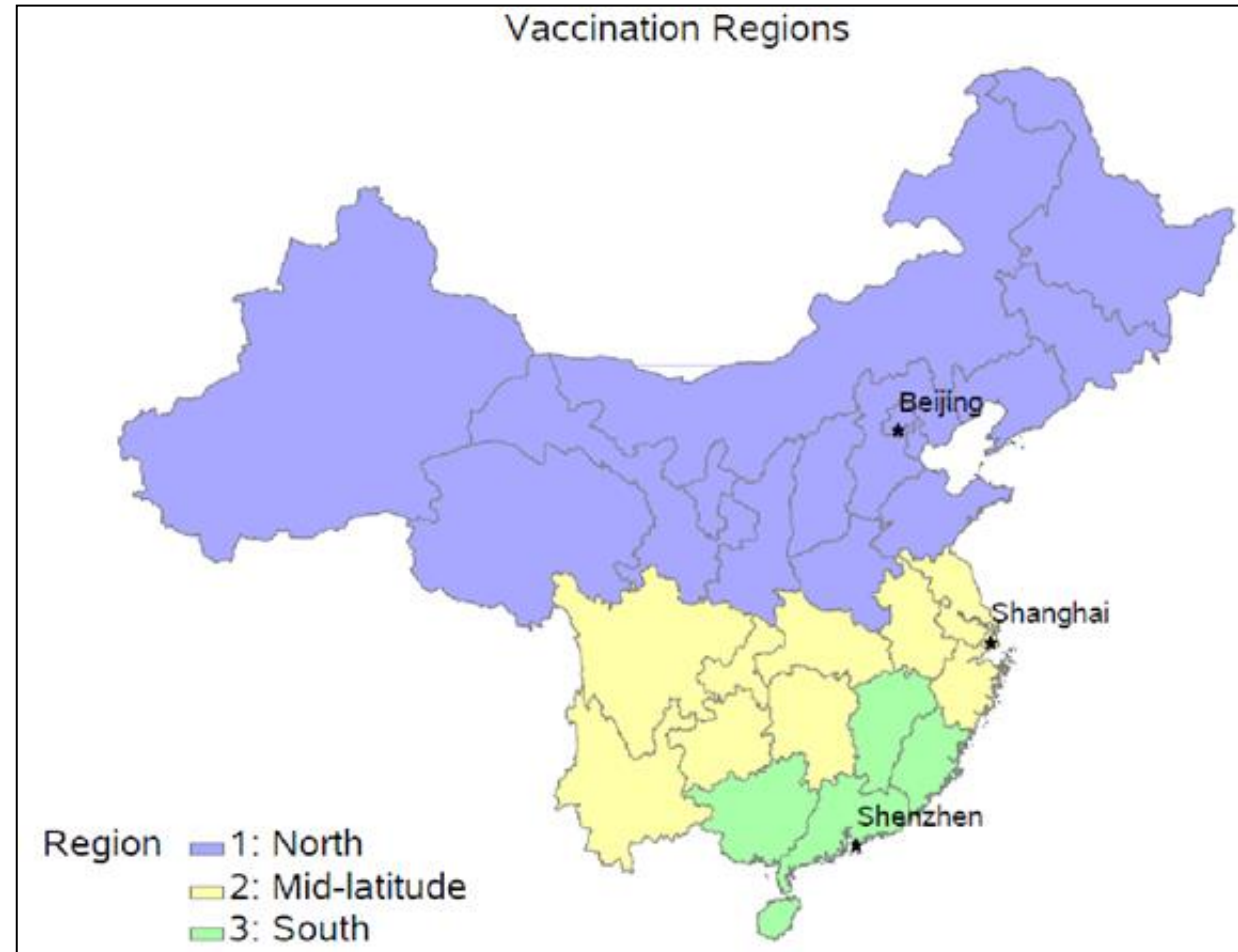 Vaccination Regions
Beijing
Shanghai
Shenzhen
Region
1: North
2: Mid-latitude
3: South